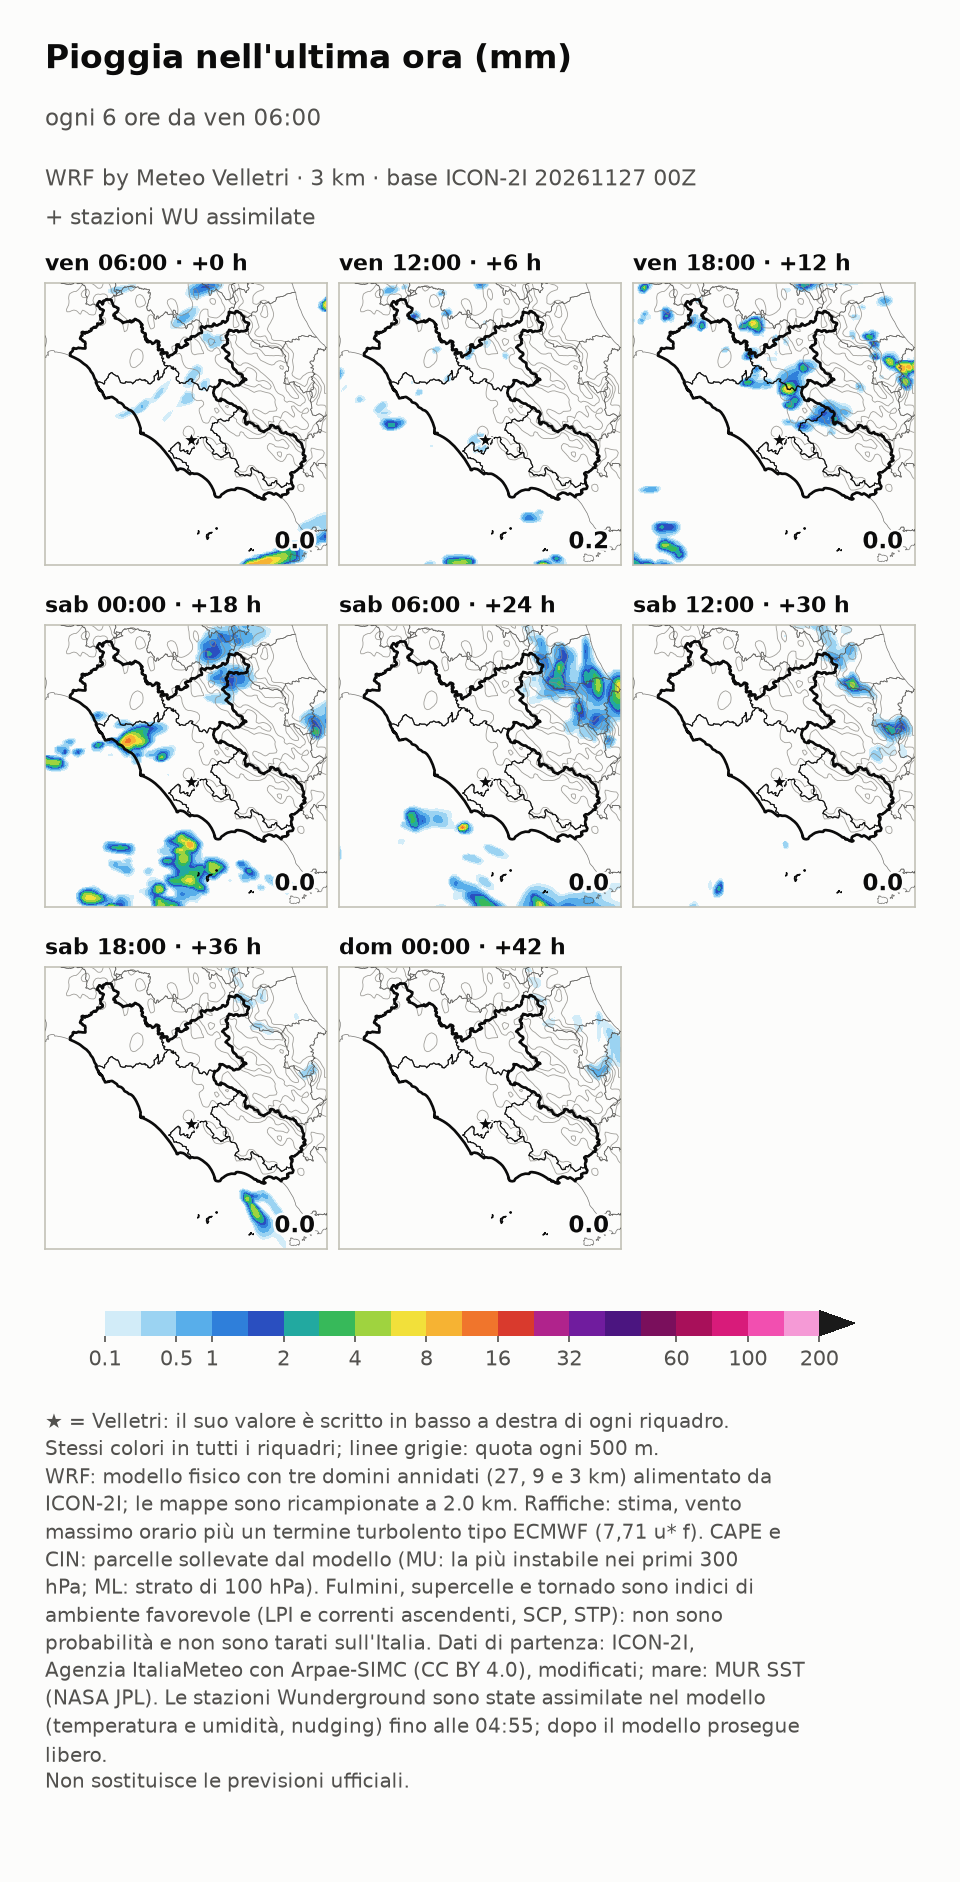 Pioggia nell'ultima ora (mm)
ogni 6 ore da ven 06:00
WRF by Meteo Velletri · 3 km · base ICON-2I 20261127 00Z
+ stazioni WU assimilate
ven 06:00 · +0 h
ven 12:00 · +6 h
ven 18:00 · +12 h
0.0
0.2
0.0
sab 00:00 · +18 h
sab 06:00 · +24 h
sab 12:00 · +30 h
0.0
0.0
0.0
sab 18:00 · +36 h
dom 00:00 · +42 h
0.0
0.0
0.1 0.5 1 2 4 8 16 32 60 100 200
★ = Velletri: il suo valore è scritto in basso a destra di ogni riquadro.
Stessi colori in tutti i riquadri; linee grigie: quota ogni 500 m.
WRF: modello fisico con tre domini annidati (27, 9 e 3 km) alimentato da
ICON-2I; le mappe sono ricampionate a 2.0 km. Raffiche: stima, vento
massimo orario più un termine turbolento tipo ECMWF (7,71 u* f). CAPE e
CIN: parcelle sollevate dal modello (MU: la più instabile nei primi 300
hPa; ML: strato di 100 hPa). Fulmini, supercelle e tornado sono indici di
ambiente favorevole (LPI e correnti ascendenti, SCP, STP): non sono
probabilità e non sono tarati sull'Italia. Dati di partenza: ICON-2I,
Agenzia ItaliaMeteo con Arpae-SIMC (CC BY 4.0), modificati; mare: MUR SST
(NASA JPL). Le stazioni Wunderground sono state assimilate nel modello
(temperatura e umidità, nudging) fino alle 04:55; dopo il modello prosegue
libero.
Non sostituisce le previsioni ufficiali.